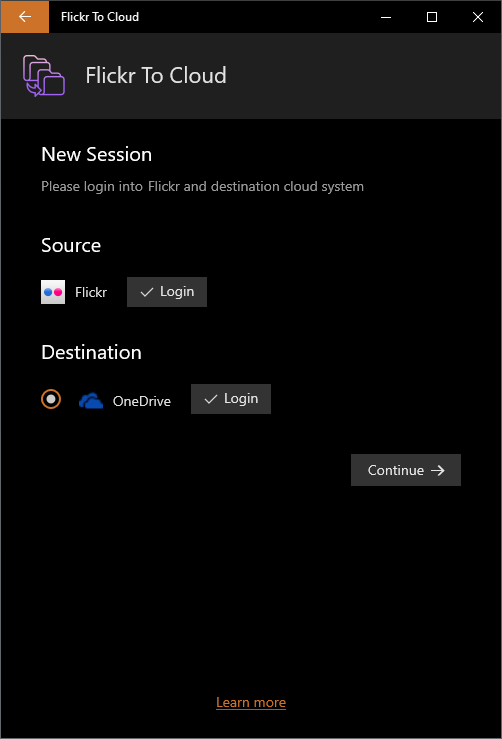 Flickr To Cloud
Flickr To Cloud
New Session
Please login into Flickr and destination cloud system
Source
Flickr Login
Destination
OneDrive Login
Continue
Learn more